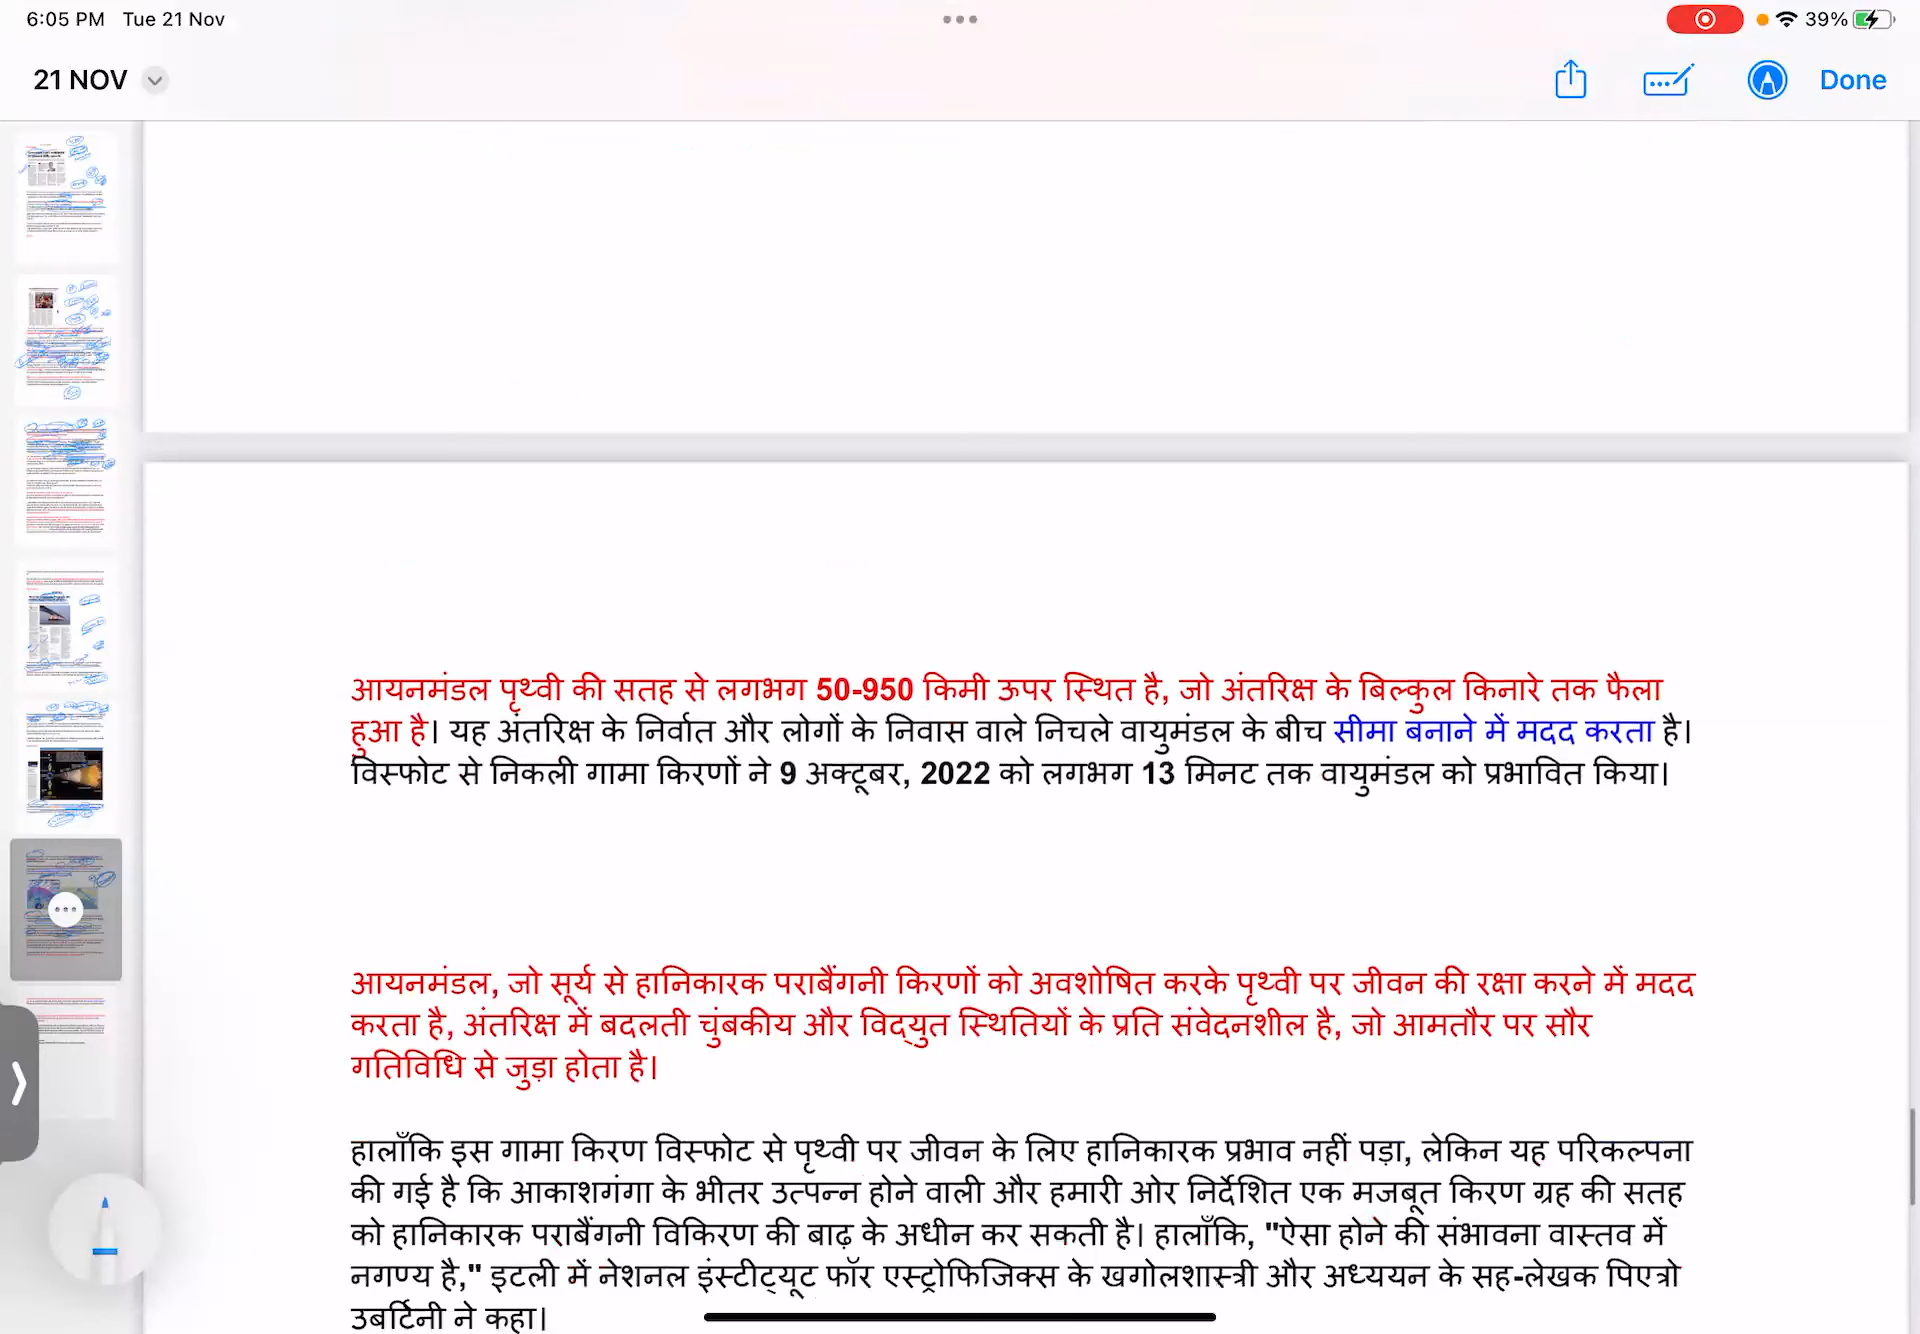 6:05 PM Tue 21 Nov
39%
21 NOV
Done
आयनमंडल पृथ्वी की सतह से लगभग 50-950 किमी ऊपर स्थित है, जो अंतरिक्ष के बिल्कुल किनारे तक फैला
हुआ है। यह अंतरिक्ष के निर्वात और लोगों के निवास वाले निचले वायुमंडल के बीच सीमा बनाने में मदद करता है।
विस्फोट से निकली गामा किरणों ने 9 अक्टूबर, 2022 को लगभग 13 मिनट तक वायुमंडल को प्रभावित किया।
आयनमंडल, जो सूर्य से हानिकारक पराबैंगनी किरणों को अवशोषित करके पृथ्वी पर जीवन की रक्षा करने में मदद
करता है, अंतरिक्ष में बदलती चुंबकीय और विद्युत स्थितियों के प्रति संवेदनशील है, जो आमतौर पर सौर
गतिविधि से जुड़ा होता है।
हालाँकि इस गामा किरण विस्फोट से पृथ्वी पर जीवन के लिए हानिकारक प्रभाव नहीं पड़ा, लेकिन यह परिकल्पना
की गई है कि आकाशगंगा के भीतर उत्पन्न होने वाली और हमारी ओर निर्देशित एक मजबूत किरण ग्रह की सतह
को हानिकारक पराबैंगनी विकिरण की बाढ़ के अधीन कर सकती है। हालाँकि, "ऐसा होने की संभावना वास्तव में
नगण्य है," इटली में नेशनल इंस्टीट्यूट फॉर एस्ट्रोफिजिक्स के खगोलशास्त्री और अध्ययन के सह-लेखक पिएत्रो
उबर्टिनी ने कहा।